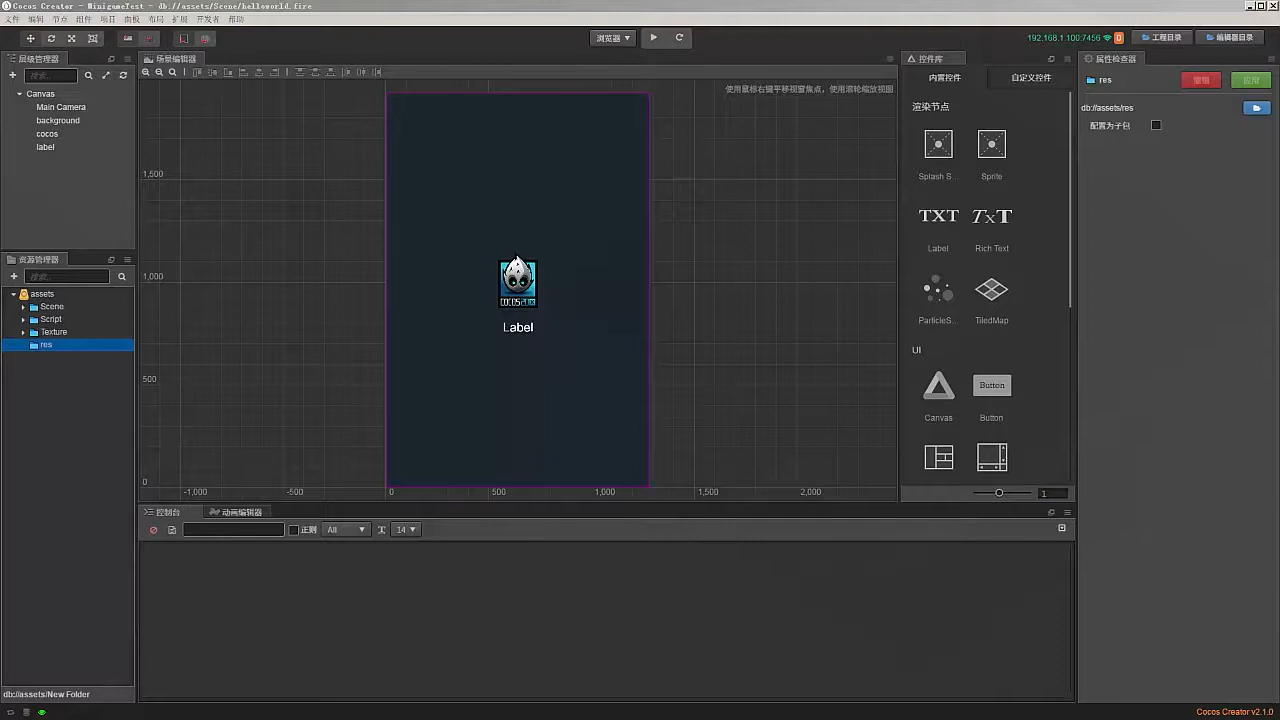 Cocos Creator - MinigameTest - db://assets/Scene/helloworld.fire
文件 编辑 节点 组件 项目 面板 布局 扩展 开发者 帮助
浏览器
192.168.1.100:7456 0 工程目录 编辑器目录
层级管理器
搜索...
Canvas
Main Camera
background
cocos
label
资源管理器
搜索...
assets
Scene
Script
Texture
res
db://assets/New Folder
场景编辑器
使用鼠标右键平移视窗焦点，使用滚轮缩放视图
1,500
1,000
500
0
-1,000 -500 0 500 1,000 1,500 2,000
Label
控制台 动画编辑器
正则 All 14
控件库
内置控件 自定义控件
渲染节点
Splash S... Sprite
TXT TxT
Label Rich Text
ParticleS... TiledMap
UI
Button
Canvas Button
1
属性检查器
res
应用
db://assets/res
配置为子包
Cocos Creator v2.1.0